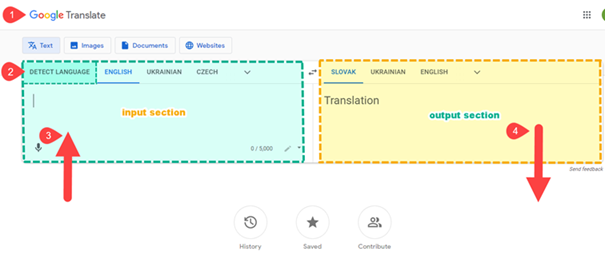 1 Google Translate
Text Images Documents Websites
2 DETECT LANGUAGE ENGLISH UKRAINIAN CZECH SLOVAK UKRAINIAN ENGLISH
Translation
input section output section
3 4
0 / 5,000
Send feedback
History Saved Contribute